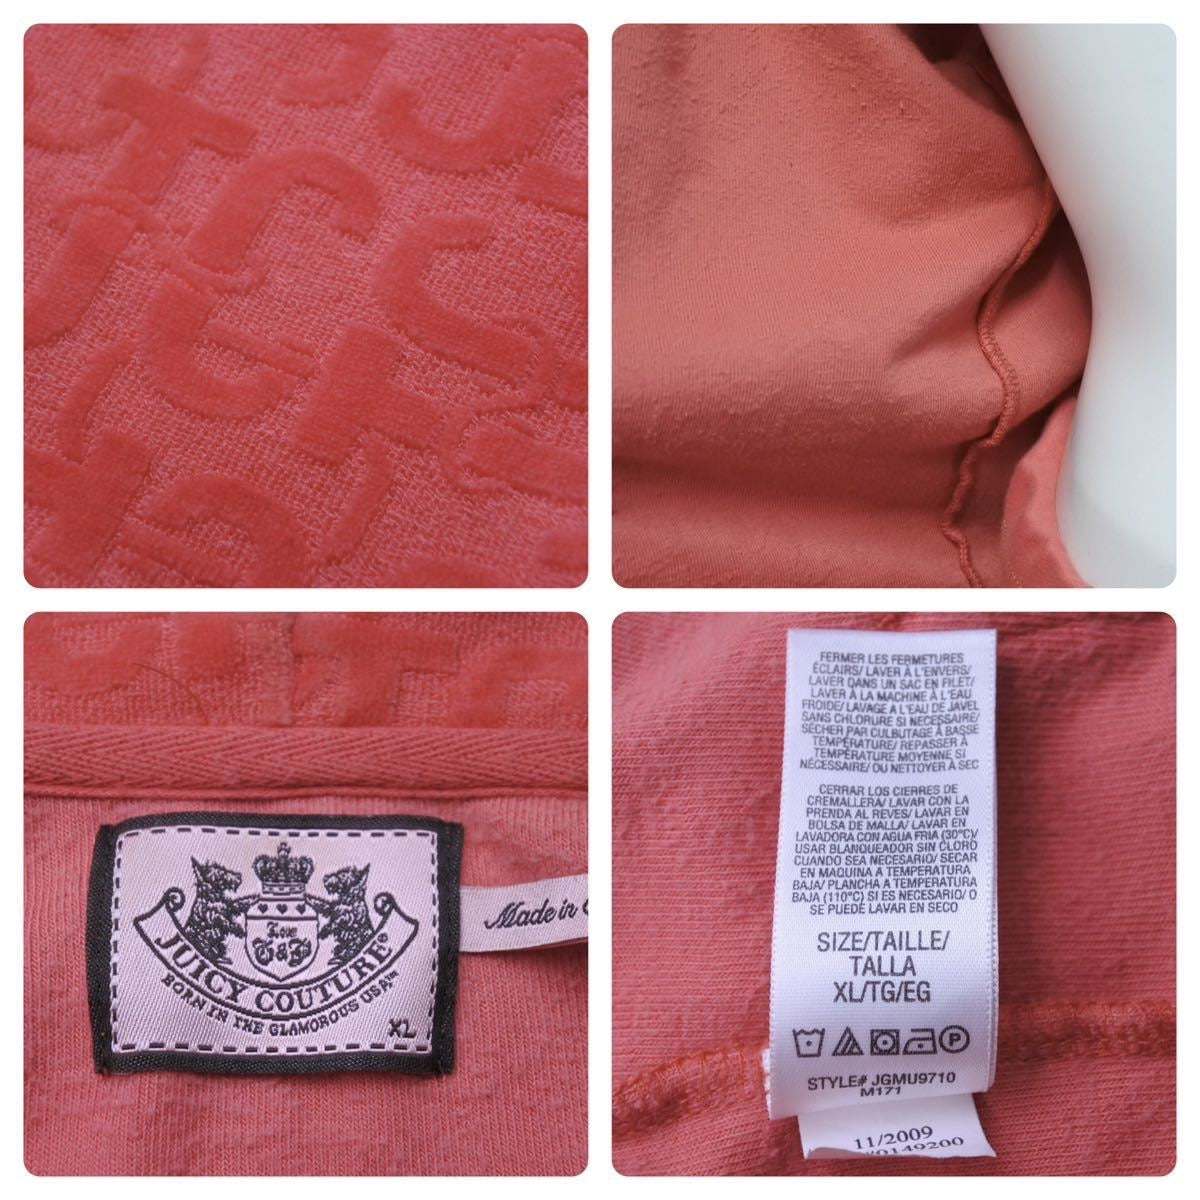 Love
G&P
JUICY COUTURE®
BORN IN THE GLAMOROUS USA™
XL
Made in
FERMER LES FERMETURES
ÉCLAIRS/ LAVER À L'ENVERS/
LAVER DANS UN SAC EN FILET/
LAVER À LA MACHINE À L'EAU
FROIDE/ LAVAGE A L'EAU DE JAVEL
SANS CHLORURE SI NECESSAIRE/
SÉCHER PAR CULBUTAGE À BASSE
TEMPÉRATURE/ REPASSER À
TEMPÉRATURE MOYENNE SI
NÉCESSAIRE/ OU NETTOYER À SEC
CERRAR LOS CIERRES DE
CREMALLERA/ LAVAR CON LA
PRENDA AL REVES/ LAVAR EN
BOLSA DE MALLA/ LAVAR EN
LAVADORA CON AGUA FRIA (30°C)/
USAR BLANQUEADOR SIN CLORO
CUANDO SEA NECESARIO/ SECAR
EN MAQUINA A TEMPERATURA
BAJA/ PLANCHA A TEMPERATURA
BAJA (110°C) SI ES NECESARIO/ O
SE PUEDE LAVAR EN SECO
SIZE/TAILLE/
TALLA
XL/TG/EG
STYLE# JGMU9710
M171
11/2009
#0149200